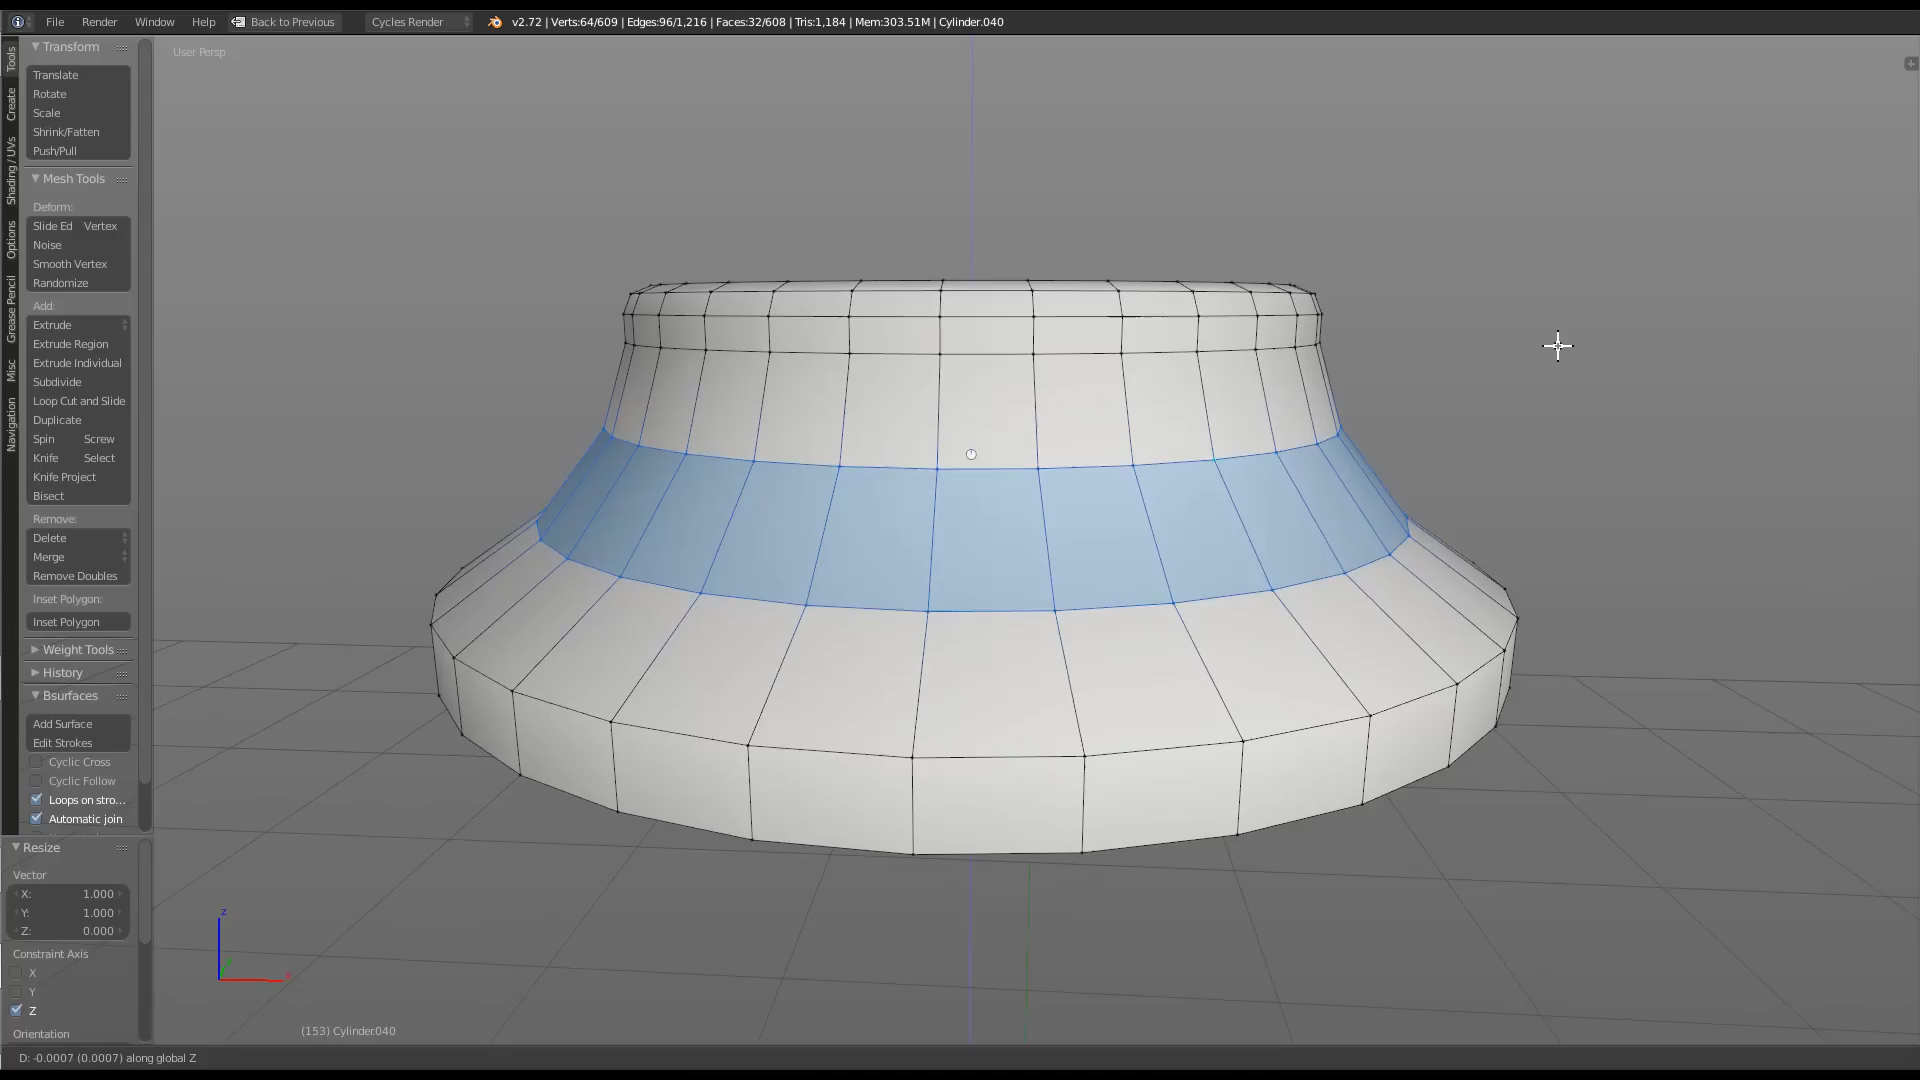 File Render Window Help Back to Previous Cycles Render v2.72 | Verts:64/609 | Edges:96/1,216 | Faces:32/608 | Tris:1,184 | Mem:303.51M | Cylinder.040
User Persp
Tools
Create
Shading / UVs
Options
Grease Pencil
Misc
Navigation
Transform
Translate
Rotate
Scale
Shrink/Fatten
Push/Pull
Mesh Tools
Deform:
Slide Ed Vertex
Noise
Smooth Vertex
Randomize
Add:
Extrude
Extrude Region
Extrude Individual
Subdivide
Loop Cut and Slide
Duplicate
Spin Screw
Knife Select
Knife Project
Bisect
Remove:
Delete
Merge
Remove Doubles
Inset Polygon:
Inset Polygon
Weight Tools
History
Bsurfaces
Add Surface
Edit Strokes
Cyclic Cross
Cyclic Follow
Loops on stro...
Automatic join
Resize
Vector
X: 1.000
Y: 1.000
Z: 0.000
Constraint Axis
X
Y
Z
Orientation
z
y
x
(153) Cylinder.040
D: -0.0007 (0.0007) along global Z